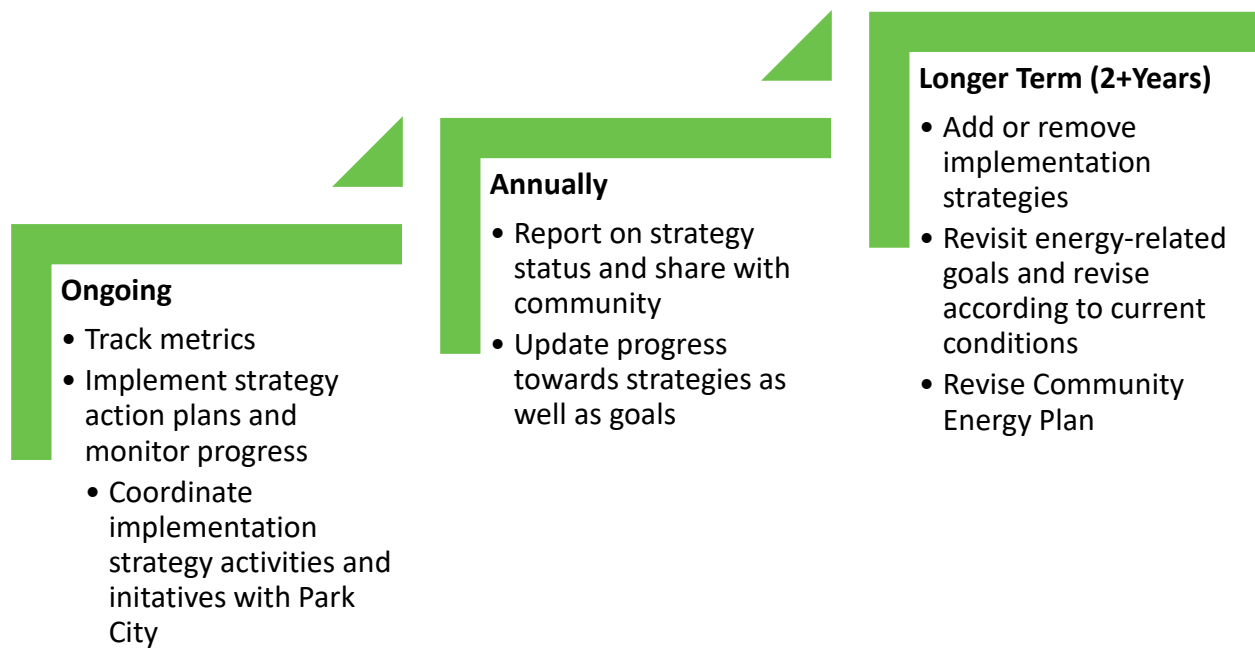 Ongoing
• Track metrics
• Implement strategy
action plans and
monitor progress
• Coordinate
implementation
strategy activities and
initatives with Park
City
Annually
• Report on strategy
status and share with
community
• Update progress
towards strategies as
well as goals
Longer Term (2+Years)
• Add or remove
implementation
strategies
• Revisit energy-related
goals and revise
according to current
conditions
• Revise Community
Energy Plan